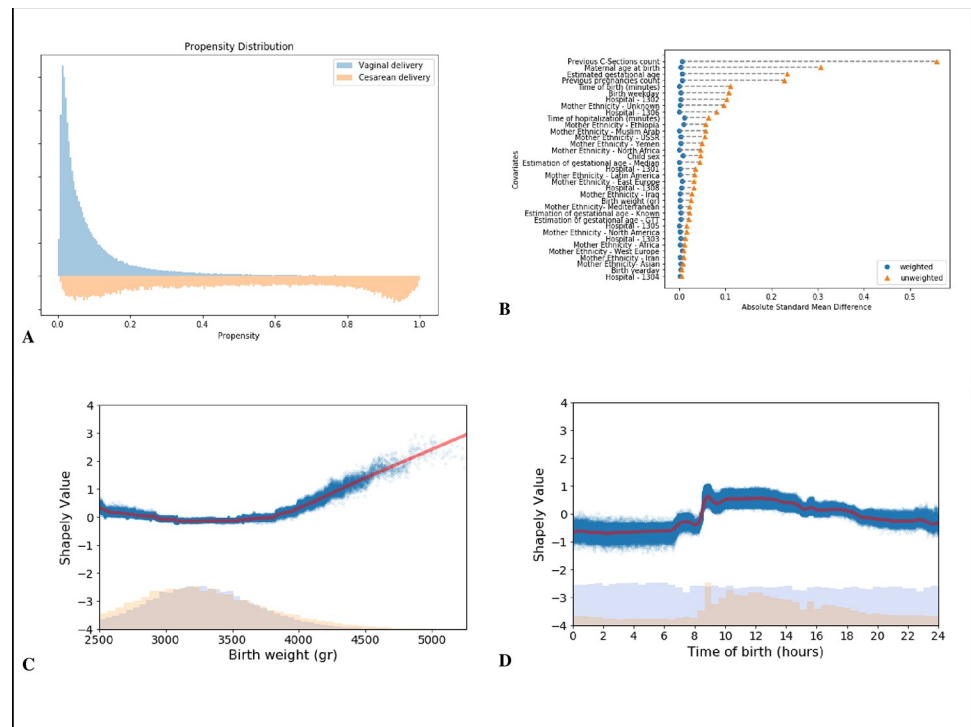 Propensity Distribution
Vaginal delivery
Cesarean delivery
0.0 0.2 0.4 0.6 0.8 1.0
Propensity
A
Covariates
Previous C-Sections count
Maternal age at birth
Estimated gestational age
Previous pregnancies count
Time of birth (minutes)
Birth weekday
Hospital - 1302
Mother Ethnicity - Unknown
Hospital - 1306
Time of hopitalization (minutes)
Mother Ethnicity - Ethiopia
Mother Ethnicity - Muslim Arab
Mother Ethnicity - USSR
Mother Ethnicity - Yemen
Mother Ethnicity - North Africa
Child sex
Estimation of gestational age - Median
Hospital - 1301
Mother Ethnicity - Latin America
Mother Ethnicity - East Europe
Hospital - 1308
Mother Ethnicity - Iraq
Birth weight (gr)
Mother Ethnicity - Mediterranean
Estimation of gestational age - Known
Estimation of gestational age - GTT
Hospital - 1305
Mother Ethnicity - North America
Hospital - 1303
Mother Ethnicity - Africa
Mother Ethnicity - West Europe
Mother Ethnicity - Iran
Mother Ethnicity- Asian
Birth yearday
Hospital - 1304
weighted
unweighted
0.0 0.1 0.2 0.3 0.4 0.5
Absolute Standard Mean Difference
B
Shapely Value
4
3
2
1
0
−1
−2
−3
−4
2500 3000 3500 4000 4500 5000
Birth weight (gr)
C
Shapely Value
4
3
2
1
0
−1
−2
−3
−4
0 2 4 6 8 10 12 14 16 18 20 22 24
Time of birth (hours)
D